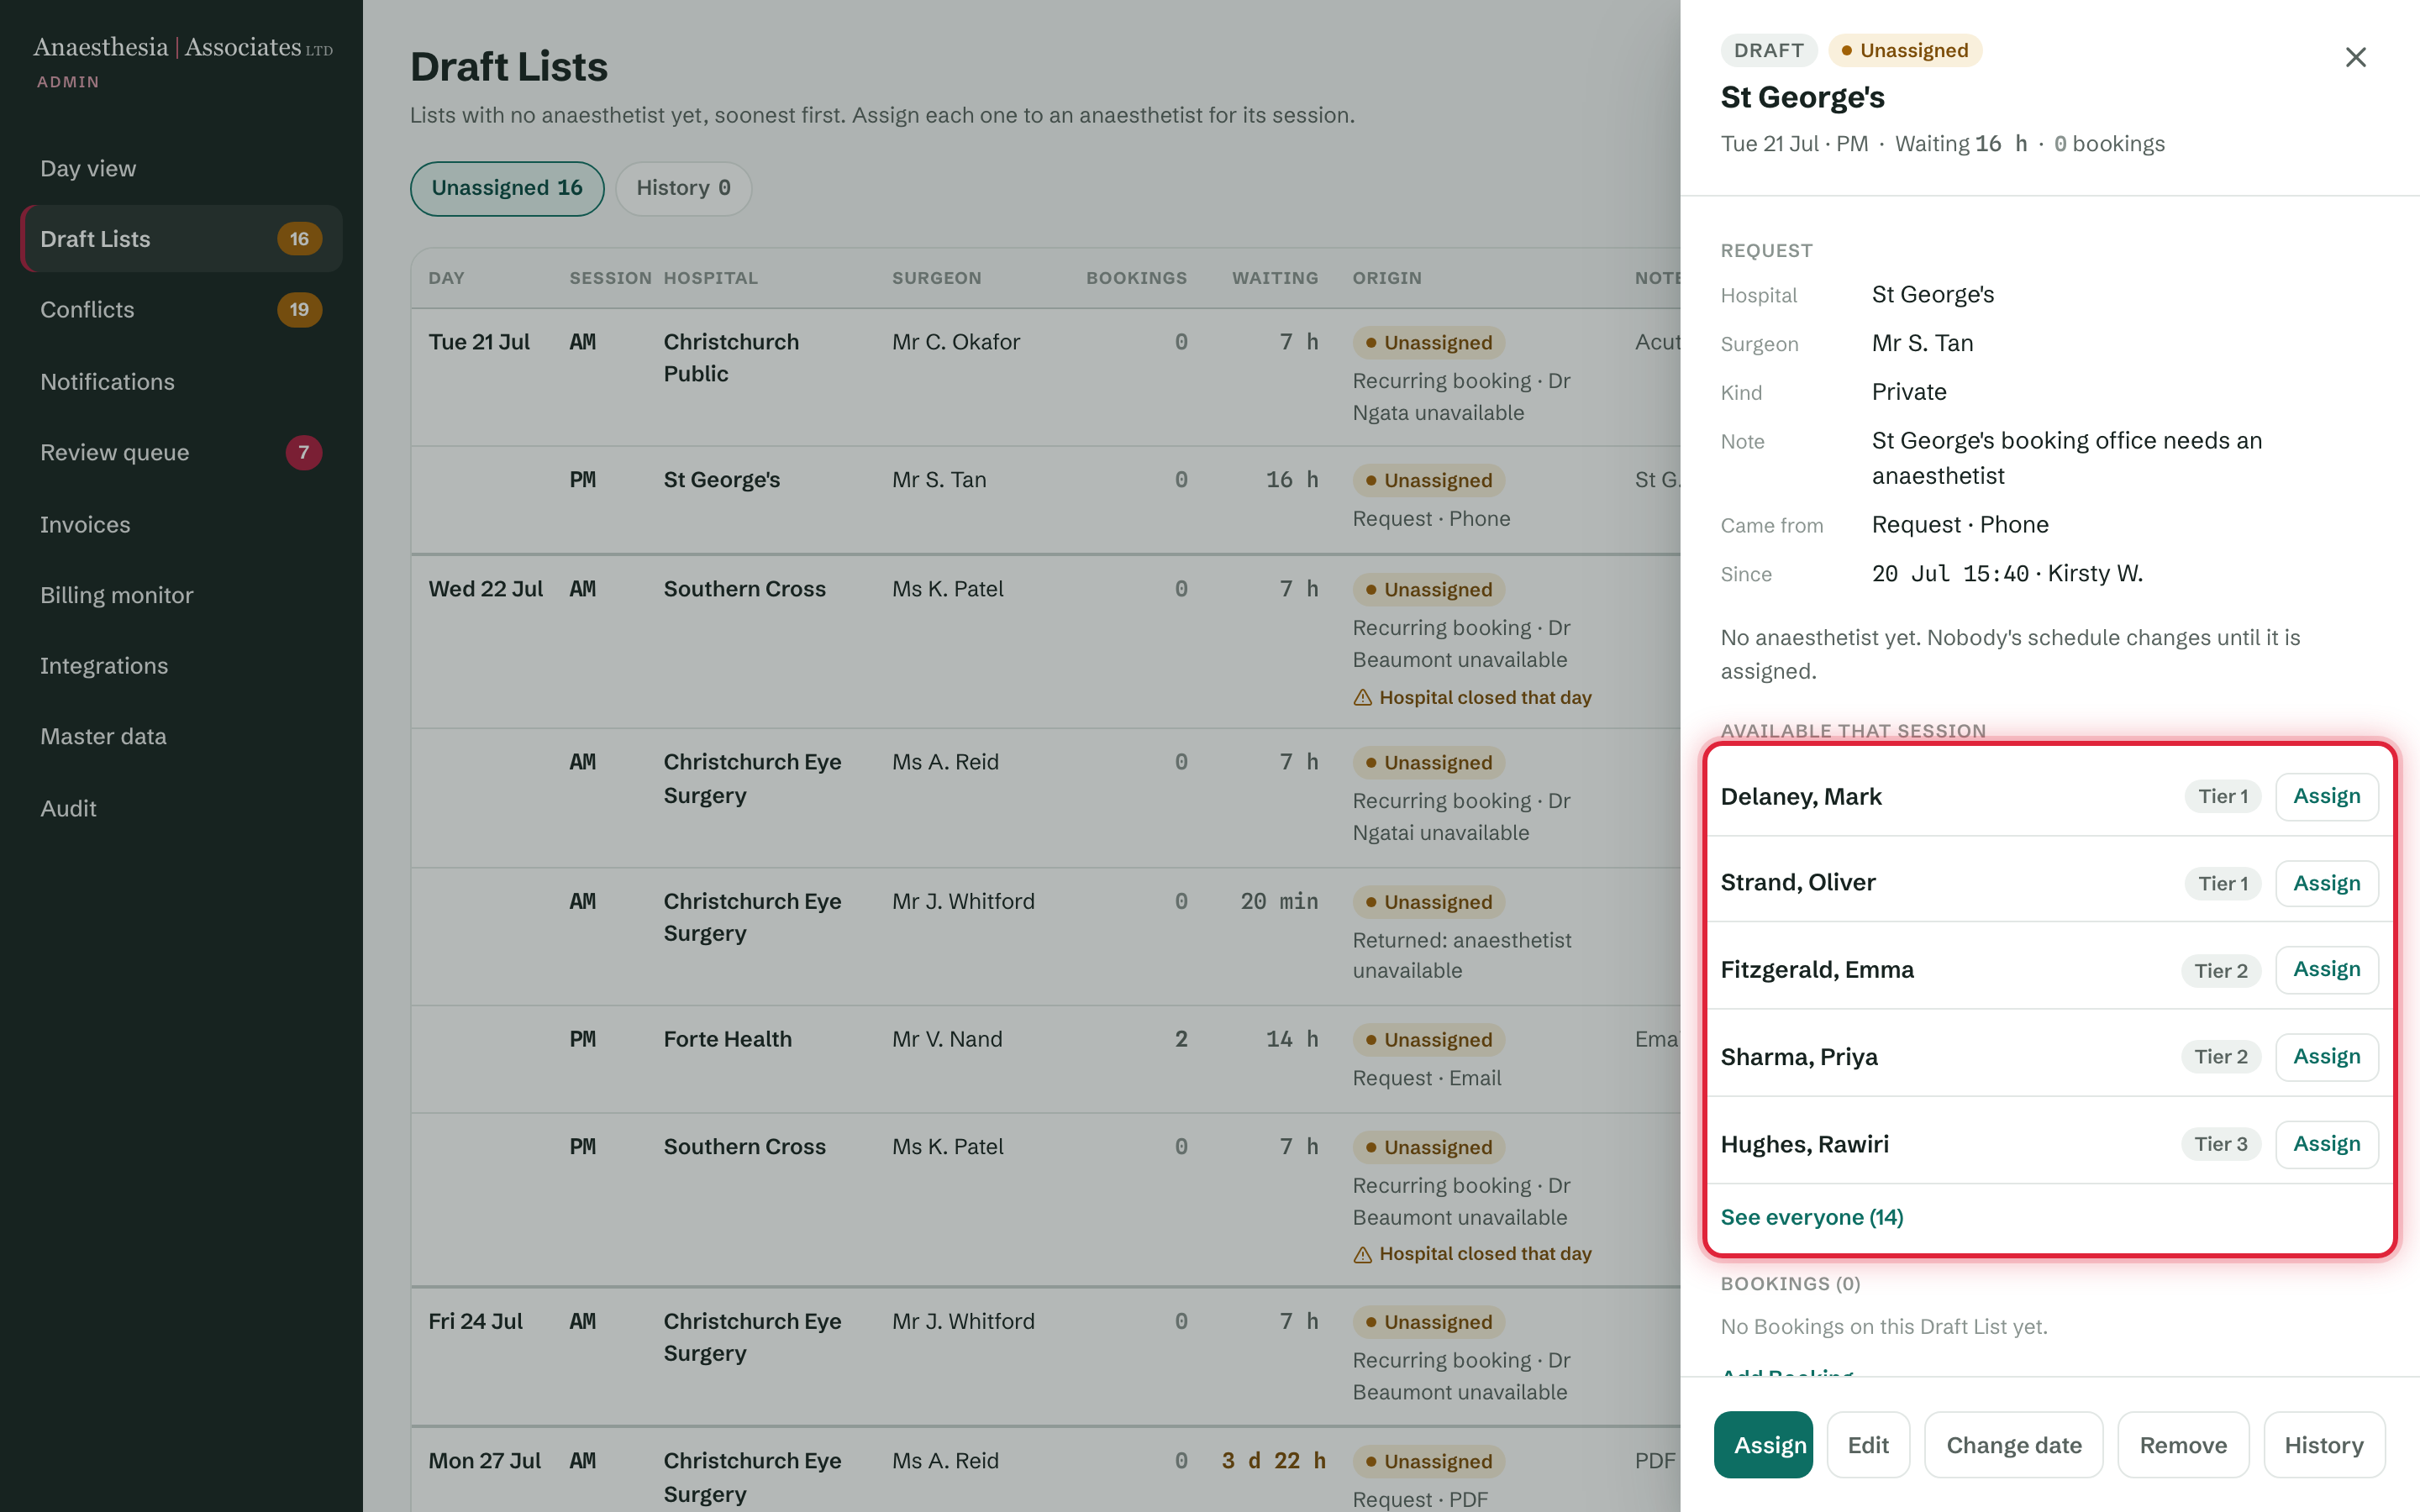 Anaesthesia | Associates LTD
ADMIN
Day view
Draft Lists 16
Conflicts 19
Notifications
Review queue 7
Invoices
Billing monitor
Integrations
Master data
Audit
Draft Lists
Lists with no anaesthetist yet, soonest first. Assign each one to an anaesthetist for its session.
Unassigned 16 History 0
DAY SESSION HOSPITAL SURGEON BOOKINGS WAITING ORIGIN
Tue 21 Jul AM Christchurch Mr C. Okafor 0 7 h Unassigned
Public
Recurring booking · Dr
Ngata unavailable
PM St George's Mr S. Tan 0 16 h Unassigned St G.
Request · Phone
Wed 22 Jul AM Southern Cross Ms K. Patel 0 7 h Unassigned
Recurring booking · Dr
Beaumont unavailable
Hospital closed that day
AM Christchurch Eye Ms A. Reid 0 7 h Unassigned
Surgery
Recurring booking · Dr
Ngatai unavailable
AM Christchurch Eye Mr J. Whitford 0 20 min Unassigned
Surgery
Returned: anaesthetist
unavailable
PM Forte Health Mr V. Nand 2 14 h Unassigned
Request · Email
PM Southern Cross Ms K. Patel 0 7 h Unassigned
Recurring booking · Dr
Beaumont unavailable
Hospital closed that day
Fri 24 Jul AM Christchurch Eye Mr J. Whitford 0 7 h Unassigned
Surgery
Recurring booking · Dr
Beaumont unavailable
Mon 27 Jul AM Christchurch Eye Ms A. Reid 0 3 d 22 h Unassigned PDF
Surgery
Request · PDF
DRAFT Unassigned
St George's
Tue 21 Jul · PM · Waiting 16 h · 0 bookings
REQUEST
Hospital St George's
Surgeon Mr S. Tan
Kind Private
Note St George's booking office needs an
anaesthetist
Came from Request · Phone
Since 20 Jul 15:40 · Kirsty W.
No anaesthetist yet. Nobody's schedule changes until it is
assigned.
AVAILABLE THAT SESSION
Delaney, Mark Tier 1 Assign
Strand, Oliver Tier 1 Assign
Fitzgerald, Emma Tier 2 Assign
Sharma, Priya Tier 2 Assign
Hughes, Rawiri Tier 3 Assign
See everyone (14)
BOOKINGS (0)
No Bookings on this Draft List yet.
Add Booking
Assign Edit Change date Remove History